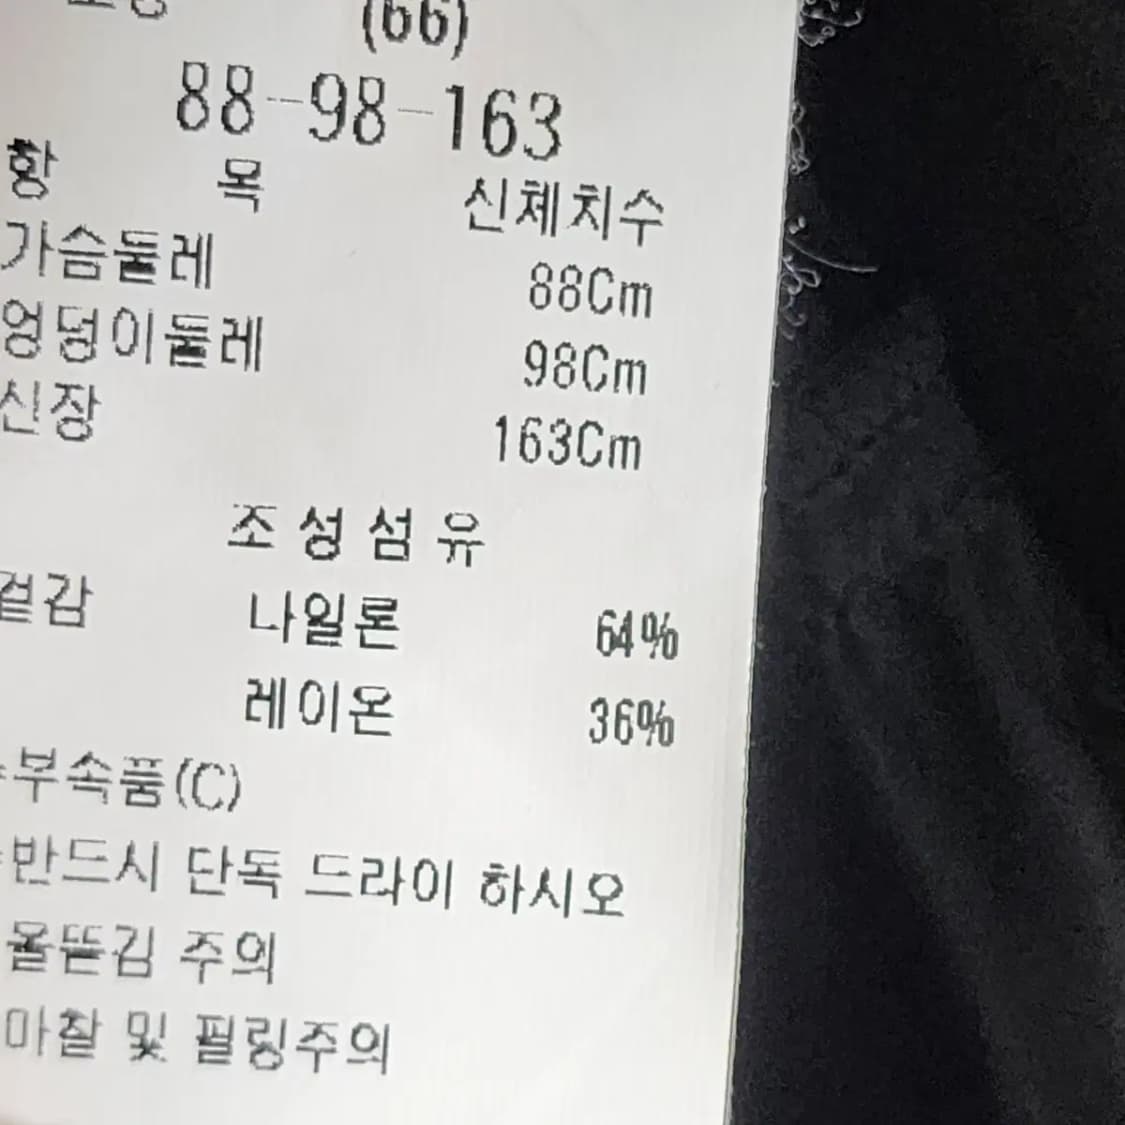 (66)
88-98-163
항 목 신체치수
가슴둘레 88Cm
엉덩이둘레 98Cm
신장 163Cm
조성섬유
겉감 나일론 64%
레이온 36%
부속품(C)
반드시 단독 드라이 하시오
올뜯김 주의
마찰 및 필링주의